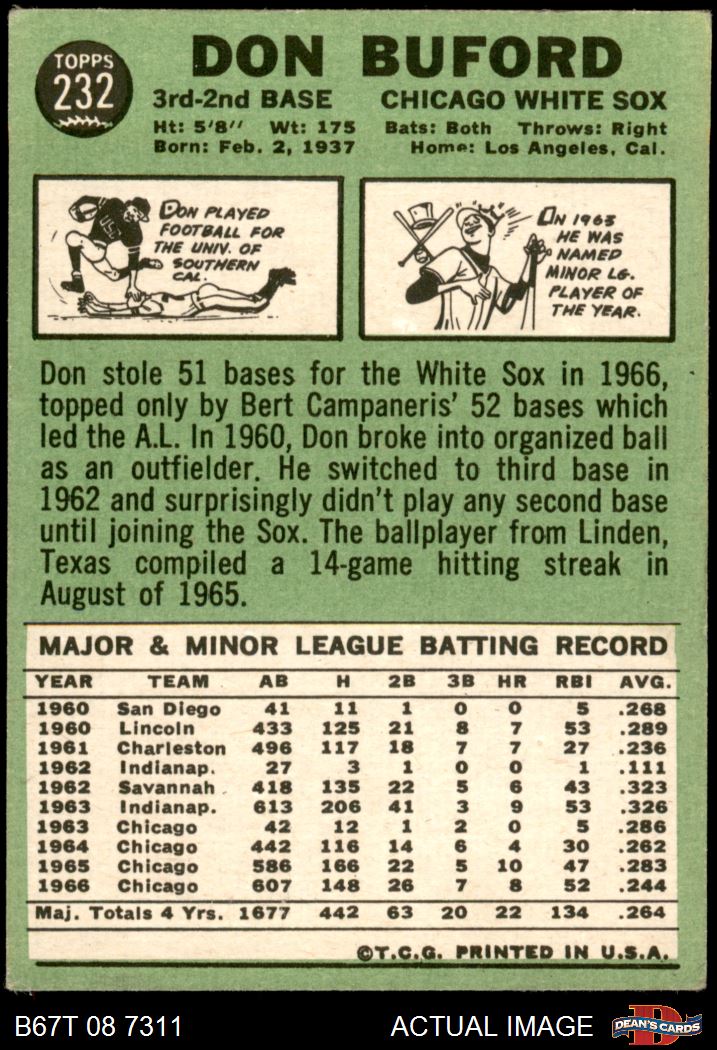 TOPPS
232
DON BUFORD
3rd-2nd BASE CHICAGO WHITE SOX
Ht: 5'8" Wt: 175 Bats: Both Throws: Right
Born: Feb. 2, 1937 Home: Los Angeles, Cal.
DON PLAYED
FOOTBALL FOR
THE UNIV. OF
SOUTHERN
CAL.
IN 1963
HE WAS
NAMED
MINOR LG.
PLAYER OF
THE YEAR.
Don stole 51 bases for the White Sox in 1966,
topped only by Bert Campaneris' 52 bases which
led the A.L. In 1960, Don broke into organized ball
as an outfielder. He switched to third base in
1962 and surprisingly didn't play any second base
until joining the Sox. The ballplayer from Linden,
Texas compiled a 14-game hitting streak in
August of 1965.
MAJOR & MINOR LEAGUE BATTING RECORD
YEAR TEAM AB H 2B 3B HR RBI AVG.
1960 San Diego 41 11 1 0 0 5 .268
1960 Lincoln 433 125 21 8 7 53 .289
1961 Charleston 496 117 18 7 7 27 .236
1962 Indianap. 27 3 1 0 0 1 .111
1962 Savannah 418 135 22 5 6 43 .323
1963 Indianap. 613 206 41 3 9 53 .326
1963 Chicago 42 12 1 2 0 5 .286
1964 Chicago 442 116 14 6 4 30 .262
1965 Chicago 586 166 22 5 10 47 .283
1966 Chicago 607 148 26 7 8 52 .244
Maj. Totals 4 Yrs. 1677 442 63 20 22 134 .264
©T.C.G. PRINTED IN U.S.A.
B67T 08 7311 ACTUAL IMAGE D DEAN'S CARDS